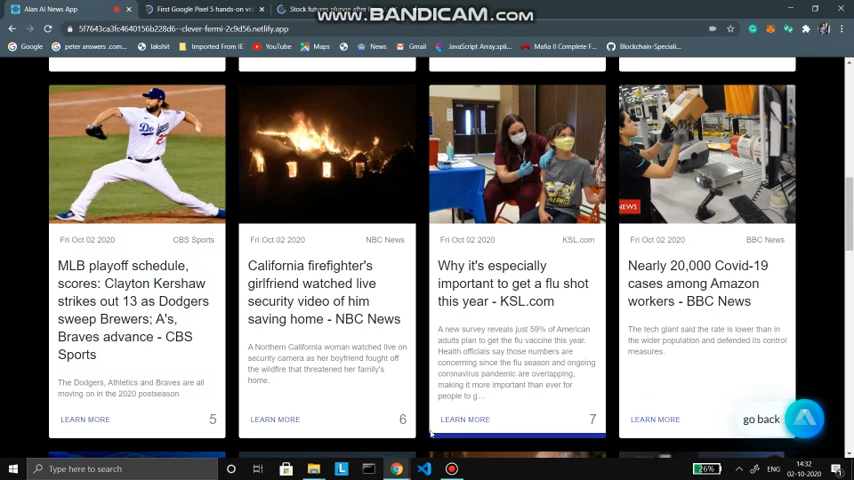 Alan AI News App
First Google Pixel 5 hands-on vi
Stock futures plunge after
www.BANDICAM.com
5f7643ca3fc4640156b228d6--clever-fermi-2c9d56.netlify.app
Google
peter answers .com...
lakshit
Imported From IE
YouTube
Maps
News
Gmail
JavaScript Array.spli...
Mafia II Complete F...
Blockchain-Speciali...
Dodgers
NEWS
Fri Oct 02 2020
CBS Sports
MLB playoff schedule,
scores: Clayton Kershaw
strikes out 13 as Dodgers
sweep Brewers; A's,
Braves advance - CBS
Sports
The Dodgers, Athletics and Braves are all
moving on in the 2020 postseason
LEARN MORE
5
Fri Oct 02 2020
NBC News
California firefighter's
girlfriend watched live
security video of him
saving home - NBC News
A Northern California woman watched live on
security camera as her boyfriend fought off
the wildfire that threatened her family's
home.
LEARN MORE
6
Fri Oct 02 2020
KSL.com
Why it's especially
important to get a flu shot
this year - KSL.com
A new survey reveals just 59% of American
adults plan to get the flu vaccine this year.
Health officials say those numbers are
concerning since the flu season and ongoing
coronavirus pandemic are overlapping,
making it more important than ever for
people to g...
LEARN MORE
7
Fri Oct 02 2020
BBC News
Nearly 20,000 Covid-19
cases among Amazon
workers - BBC News
The tech giant said the rate is lower than in
the wider population and defended its control
measures.
LEARN MORE
go back
Type here to search
26%
ENG
14:32
02-10-2020